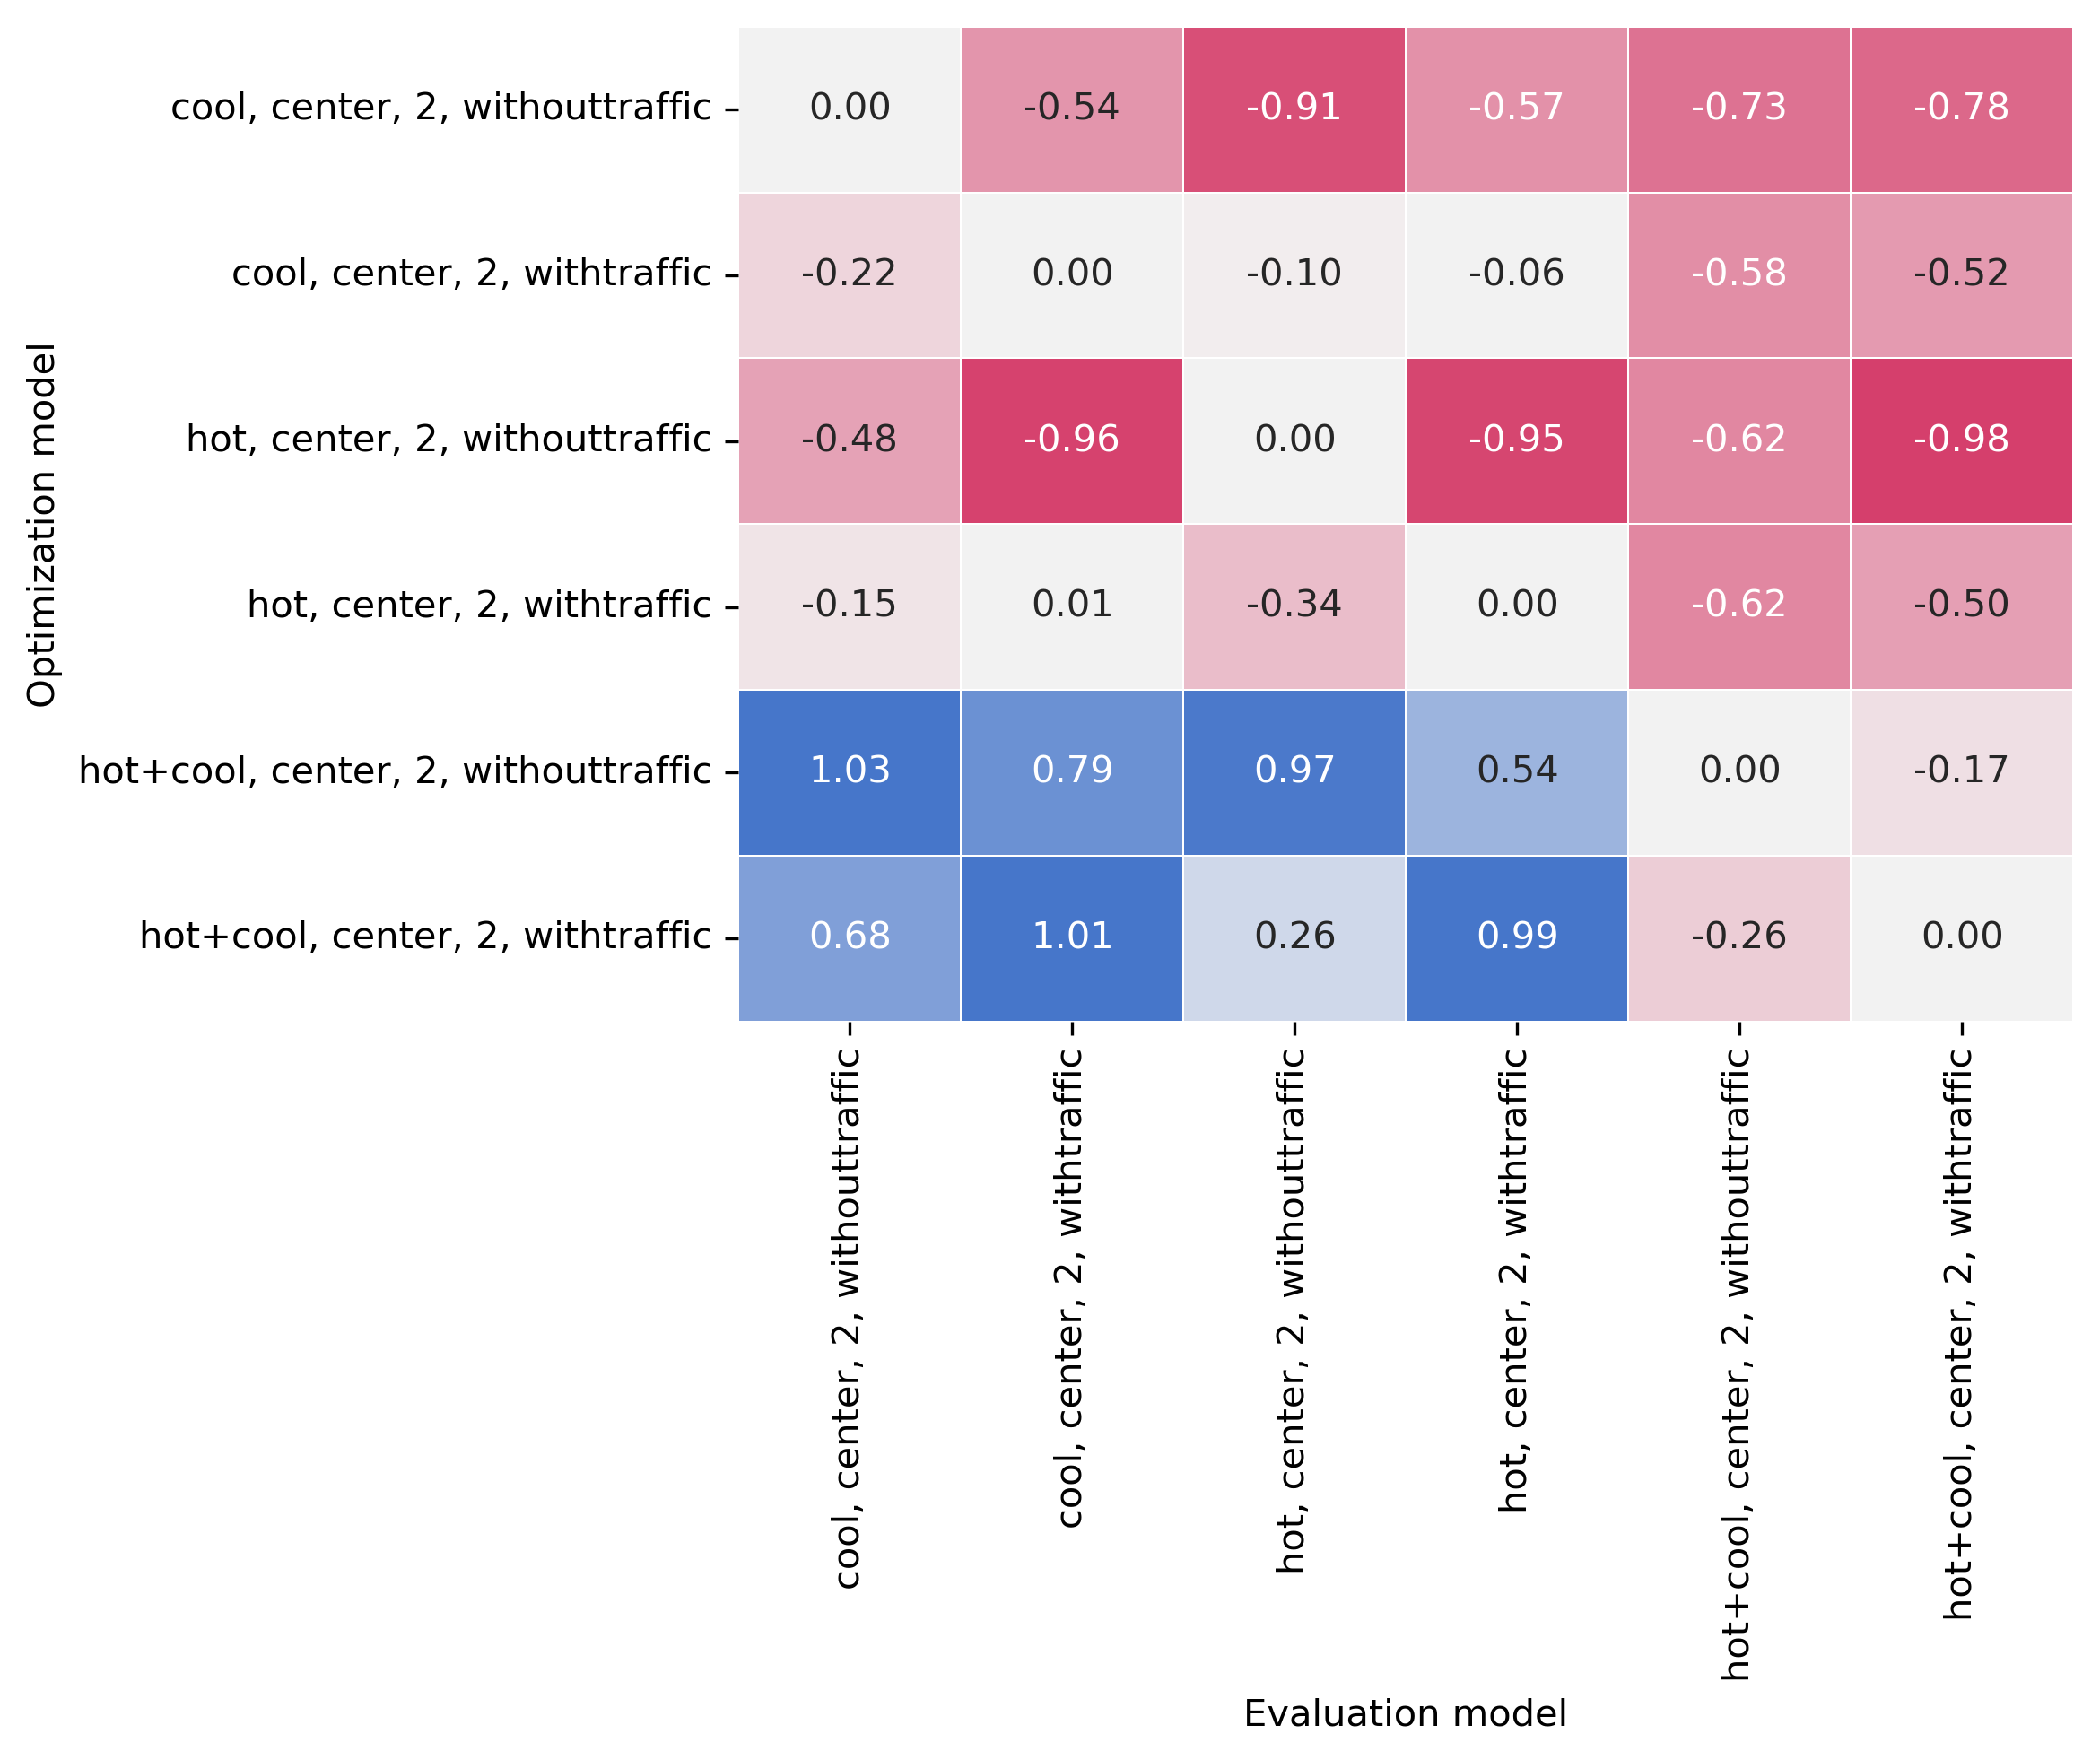 Optimization model
cool, center, 2, withouttraffic
0.00 -0.54 -0.91 -0.57 -0.73 -0.78
cool, center, 2, withtraffic
-0.22 0.00 -0.10 -0.06 -0.58 -0.52
hot, center, 2, withouttraffic
-0.48 -0.96 0.00 -0.95 -0.62 -0.98
hot, center, 2, withtraffic
-0.15 0.01 -0.34 0.00 -0.62 -0.50
hot+cool, center, 2, withouttraffic
1.03 0.79 0.97 0.54 0.00 -0.17
hot+cool, center, 2, withtraffic
0.68 1.01 0.26 0.99 -0.26 0.00
cool, center, 2, withouttraffic
cool, center, 2, withtraffic
hot, center, 2, withouttraffic
hot, center, 2, withtraffic
hot+cool, center, 2, withouttraffic
hot+cool, center, 2, withtraffic
Evaluation model